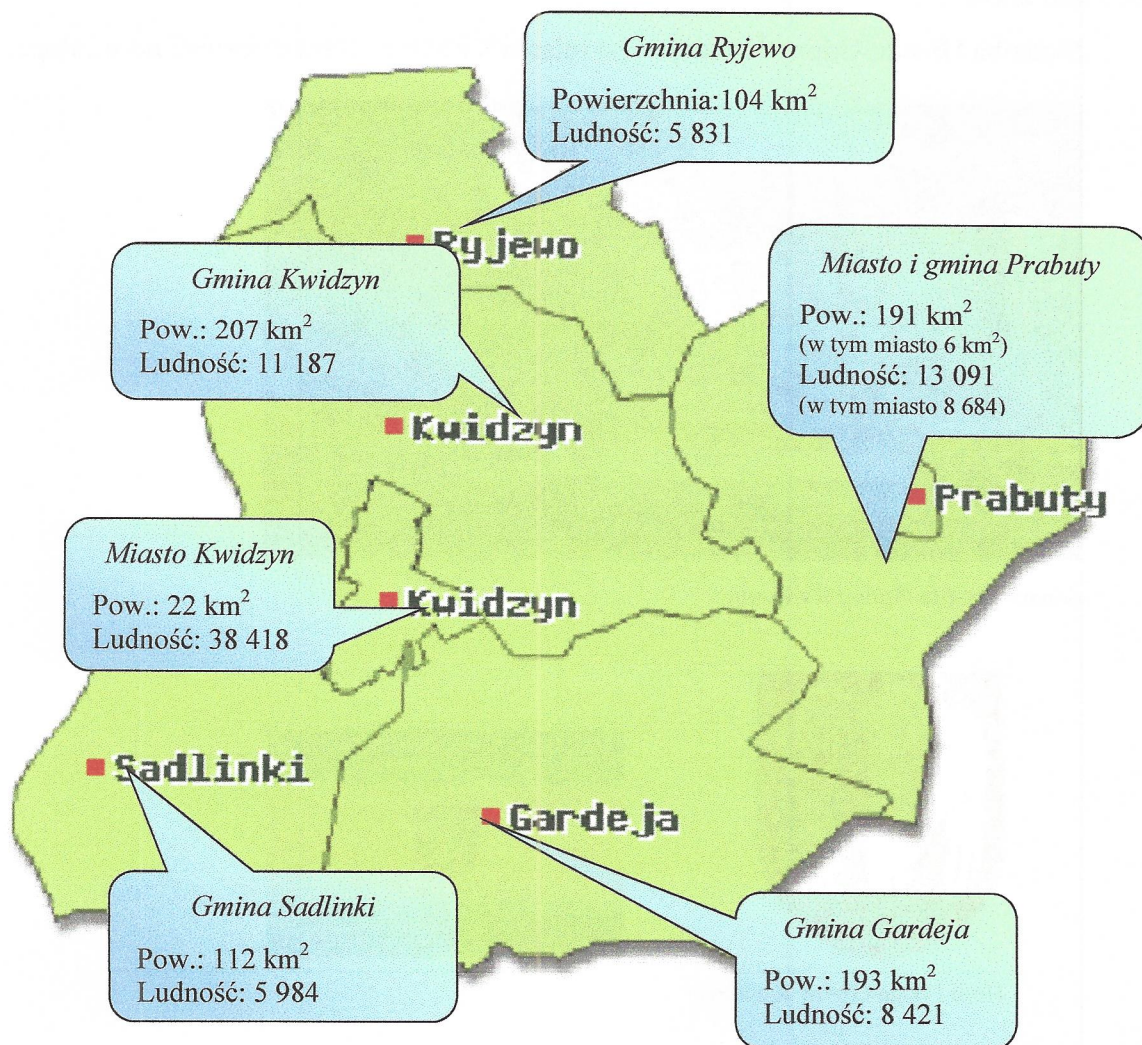 Gmina Ryjewo
Powierzchnia:104 km²
Ludność: 5 831
Ryjewo
Gmina Kwidzyn
Pow.: 207 km²
Ludność: 11 187
Miasto i gmina Prabuty
Pow.: 191 km²
(w tym miasto 6 km²)
Ludność: 13 091
(w tym miasto 8 684)
Kwidzyn
Prabuty
Miasto Kwidzyn
Pow.: 22 km²
Ludność: 38 418
Kwidzyn
Sadlinki
Gardeja
Gmina Sadlinki
Pow.: 112 km²
Ludność: 5 984
Gmina Gardeja
Pow.: 193 km²
Ludność: 8 421